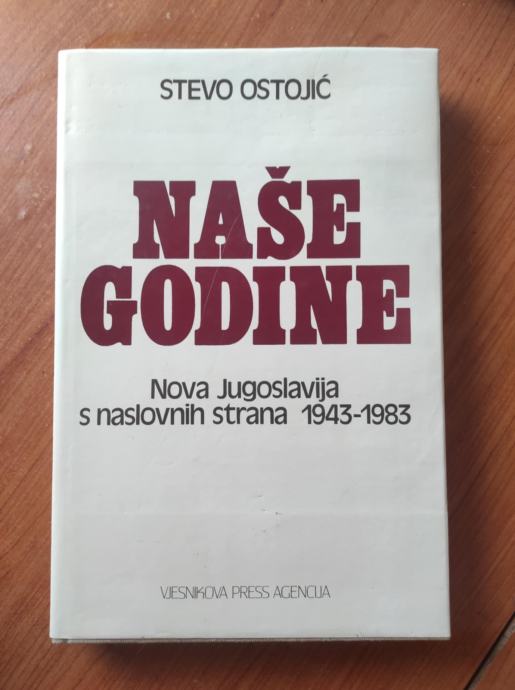 STEVO OSTOJIĆ
NAŠE
GODINE
Nova Jugoslavija
s naslovnih strana 1943-1983
VJESNIKOVA PRESS AGENCIJA